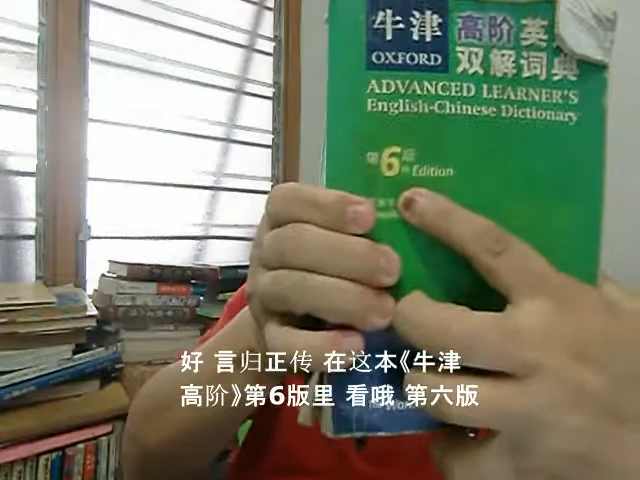 牛津
OXFORD
高阶英
双解词典
ADVANCED LEARNER'S
English-Chinese Dictionary
第6版
Edition
好 言归正传 在这本《牛津
高阶》第6版里 看哦 第六版